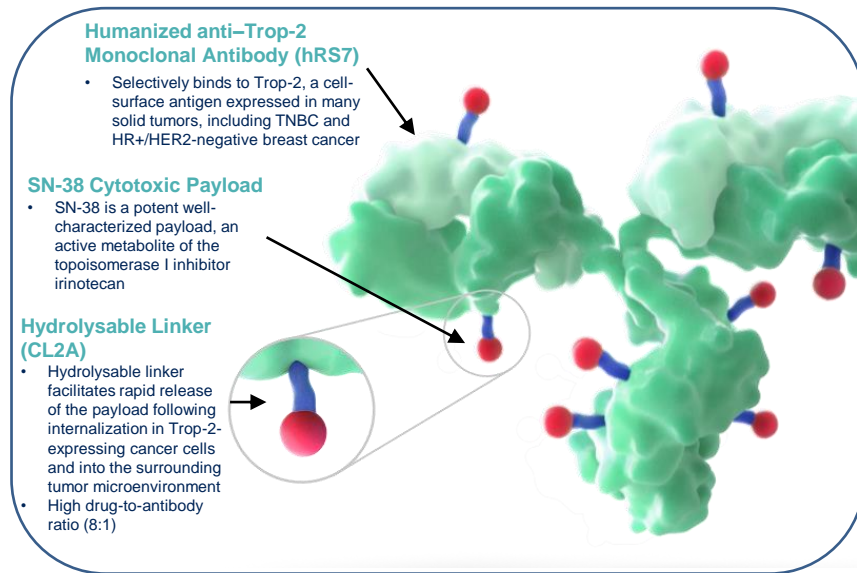 Humanized anti–Trop-2
Monoclonal Antibody (hRS7)
• Selectively binds to Trop-2, a cell-
surface antigen expressed in many
solid tumors, including TNBC and
HR+/HER2-negative breast cancer
SN-38 Cytotoxic Payload
• SN-38 is a potent well-
characterized payload, an
active metabolite of the
topoisomerase I inhibitor
irinotecan
Hydrolysable Linker
(CL2A)
• Hydrolysable linker
facilitates rapid release
of the payload following
internalization in Trop-2-
expressing cancer cells
and into the surrounding
tumor microenvironment
• High drug-to-antibody
ratio (8:1)